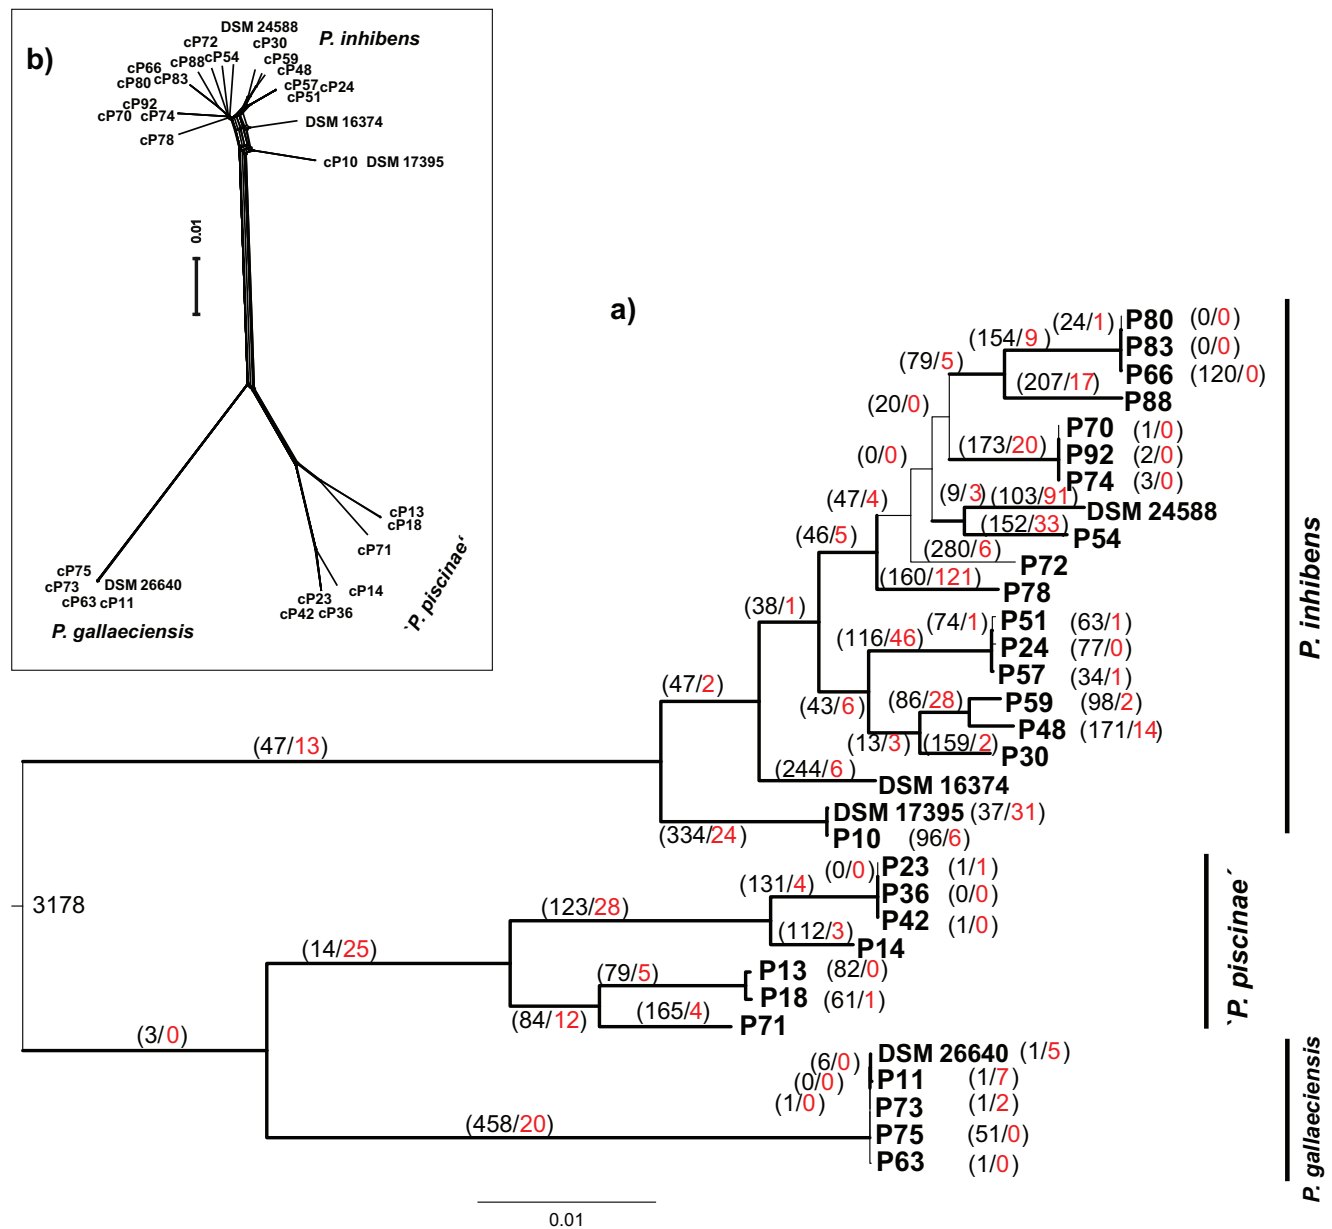 b)
DSM 24588
P. inhibens
cP72
cP30
cP88
cP54
cP59
cP66
cP48
cP80
cP83
cP57
cP24
cP51
cP92
cP70
cP74
DSM 16374
cP78
cP10 DSM 17395
0.01
cP13
cP18
cP71
cP75
DSM 26640
cP73
cP63
cP11
cP14
cP23
cP42
cP36
P. gallaeciensis
`P. piscinae´
a)
(24/1)
P80 (0/0)
(154/9)
P83 (0/0)
(79/5)
P66 (120/0)
(207/17)
P88
(20/0)
P70 (1/0)
(173/20)
P92 (2/0)
(0/0)
P74 (3/0)
(47/4)
(9/3)
(103/91)
DSM 24588
(152/33)
P54
(46/5)
(280/6)
P72
(160/121)
P78
(38/1)
(74/1)
P51 (63/1)
(116/46)
P24 (77/0)
P57 (34/1)
(47/2)
(43/6)
(86/28)
P59 (98/2)
P48 (171/14)
(13/3)
(159/2)
P30
(47/13)
(244/6)
DSM 16374
DSM 17395 (37/31)
(334/24)
P10 (96/6)
P. inhibens
(0/0)
P23 (1/1)
(131/4)
P36 (0/0)
(123/28)
P42 (1/0)
(112/3)
P14
3178
(14/25)
(79/5)
P13 (82/0)
P18 (61/1)
(84/12)
(165/4)
P71
`P. piscinae´
(3/0)
(6/0)
DSM 26640 (1/5)
(0/0)
P11 (1/7)
(1/0)
P73 (1/2)
(458/20)
P75 (51/0)
P63 (1/0)
P. gallaeciensis
0.01